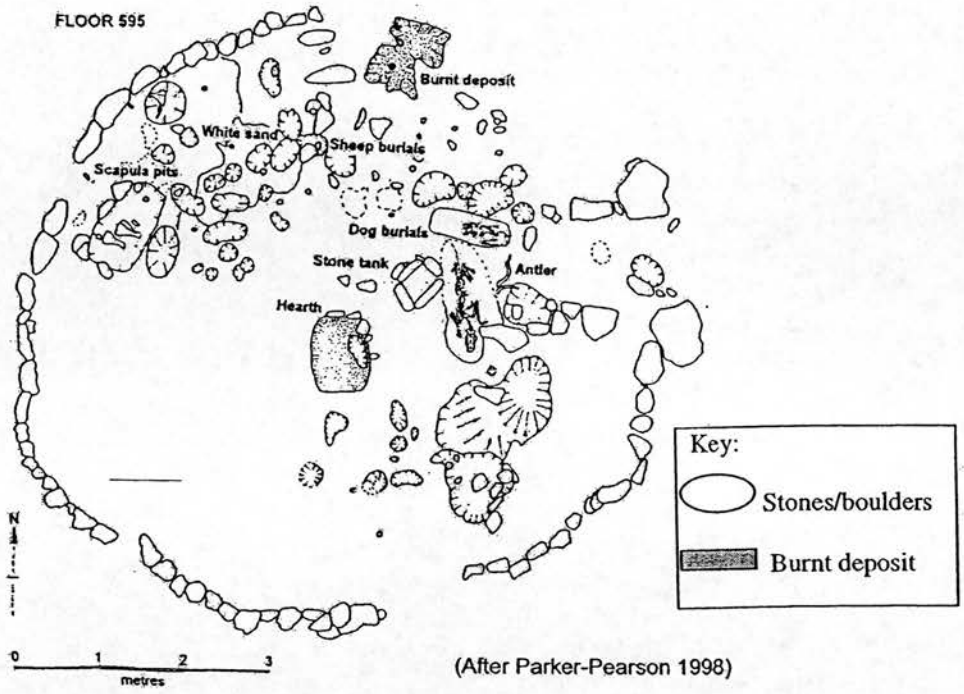 FLOOR 595
Burnt deposit
White sand
Sheep burials
Scapula pits
Dog burials
Stone tank
Antler
Hearth
Key:
Stones/boulders
Burnt deposit
N
0 1 2 3
metres
(After Parker-Pearson 1998)